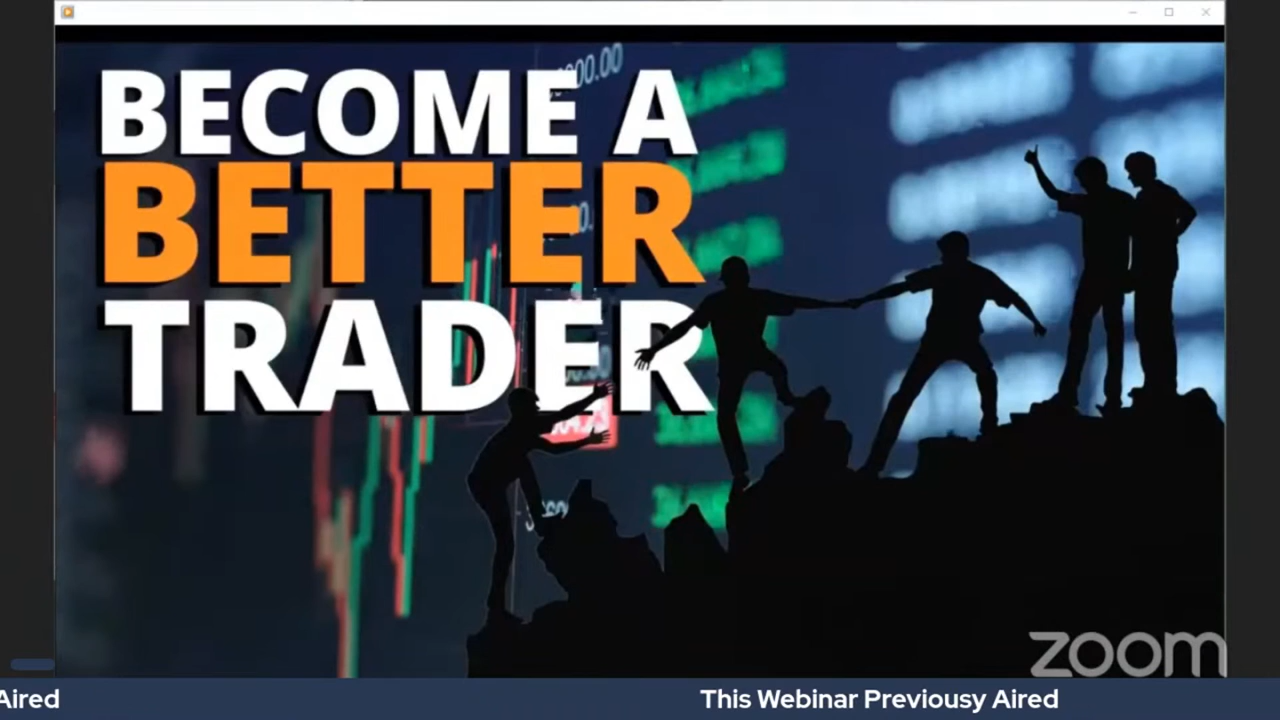 BECOME A
BETTER
TRADER
zoom
Aired
This Webinar Previousy Aired